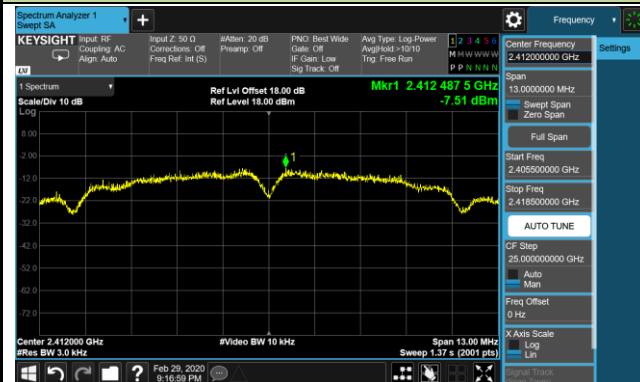 Spectrum Analyzer 1
Swept SA
Frequency
KEYSIGHT
LXI
Input: RF
Coupling: AC
Align: Auto
Input Z: 50 Ω
Corrections: Off
Freq Ref: Int (S)
#Atten: 20 dB
Preamp: Off
PNO: Best Wide
Gate: Off
IF Gain: Low
Sig Track: Off
Avg Type: Log-Power
Avg|Hold:>10/10
Trig: Free Run
1 2 3 4 5 6
M W W W W W
P P N N N N
1 Spectrum
Scale/Div 10 dB
Log
Ref Lvl Offset 18.00 dB
Ref Level 18.00 dBm
Mkr1 2.412 487 5 GHz
-7.51 dBm
8.00
-2.00
-12.0
-22.0
-32.0
-42.0
-52.0
-62.0
-72.0
1
Center 2.412000 GHz
#Res BW 3.0 kHz
#Video BW 10 kHz
Span 13.00 MHz
Sweep 1.37 s (2001 pts)
Center Frequency
2.412000000 GHz
Settings
Span
13.0000000 MHz
Swept Span
Zero Span
Full Span
Start Freq
2.405500000 GHz
Stop Freq
2.418500000 GHz
AUTO TUNE
CF Step
25.000000000 GHz
Auto
Man
Freq Offset
0 Hz
X Axis Scale
Log
Lin
Signal Track
Feb 29, 2020
9:16:59 PM